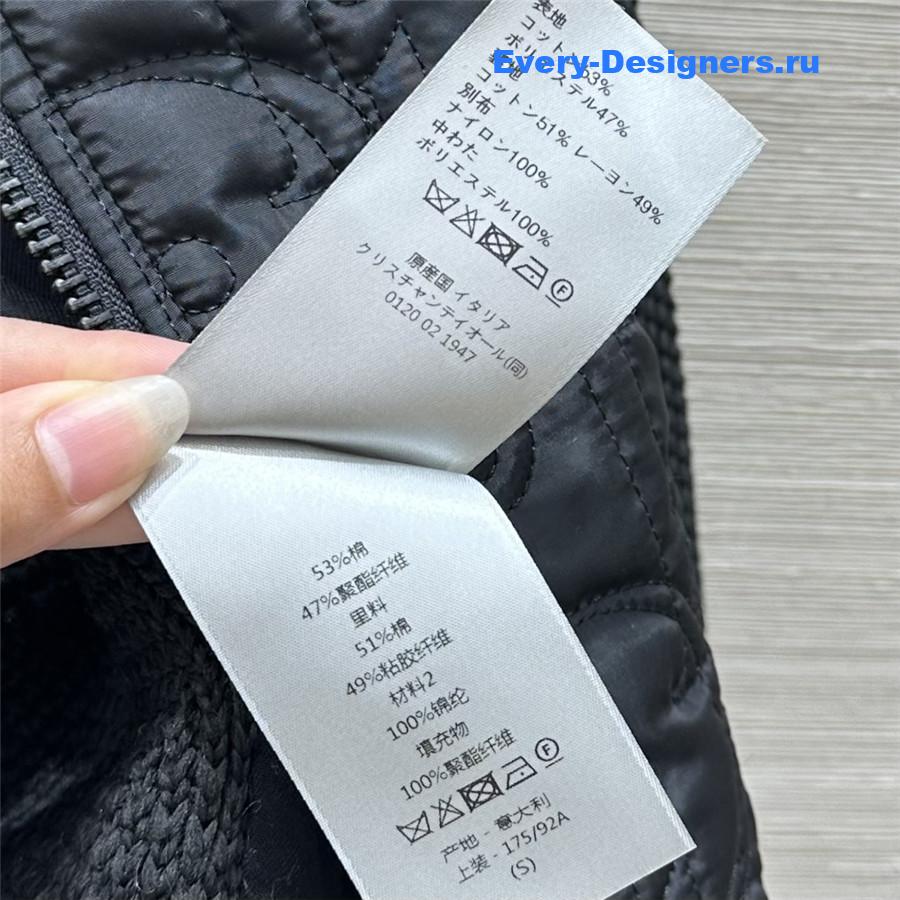 表地
コットン53%
ポリエステル47%
裏地
コットン51% レーヨン49%
別布
ナイロン100%
中わた
ポリエステル100%
F
原産国 イタリア
クリスチャンディオール(同)
0120 02 1947
Every-Designers.ru
53%棉
47%聚酯纤维
里料
51%棉
49%粘胶纤维
材料2
100%锦纶
填充物
100%聚酯纤维
F
产地 - 意大利
上装 - 175/92A
(S)